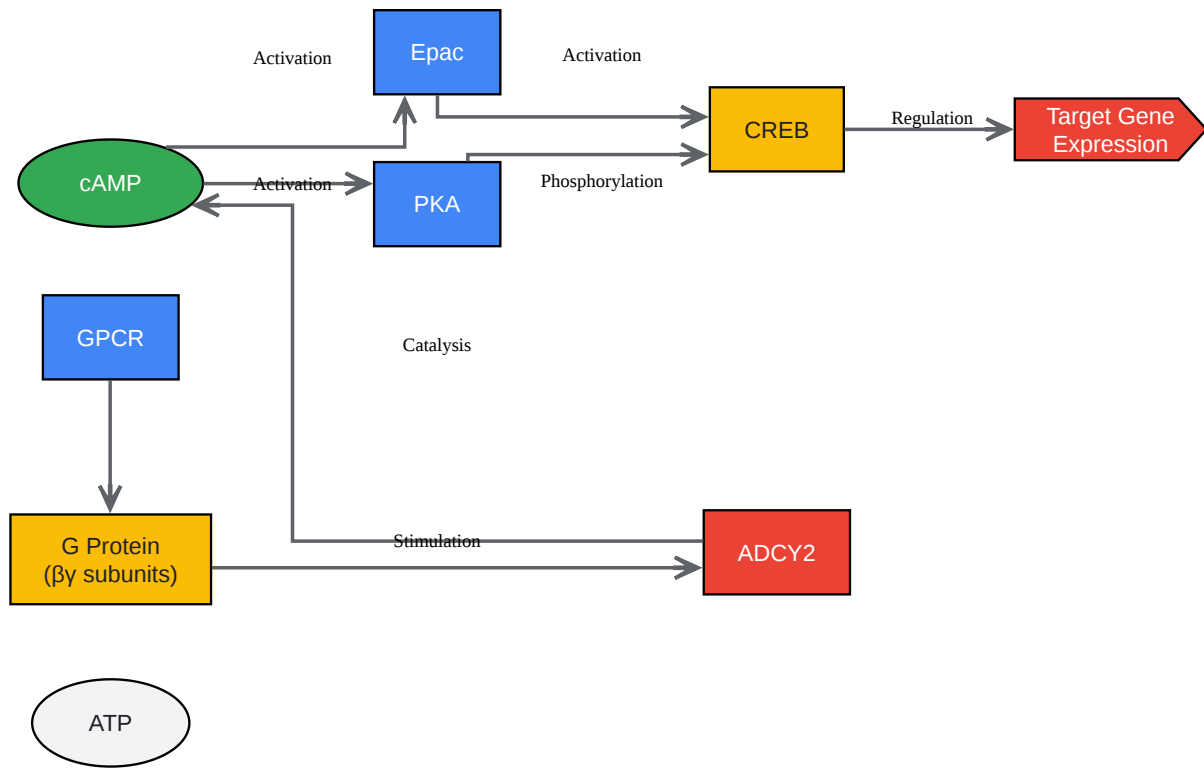 Epac
Activation
Activation
CREB
Regulation
Target Gene
Expression
cAMP
Activation
PKA
Phosphorylation
GPCR
Catalysis
G Protein
(βγ subunits)
Stimulation
ADCY2
ATP